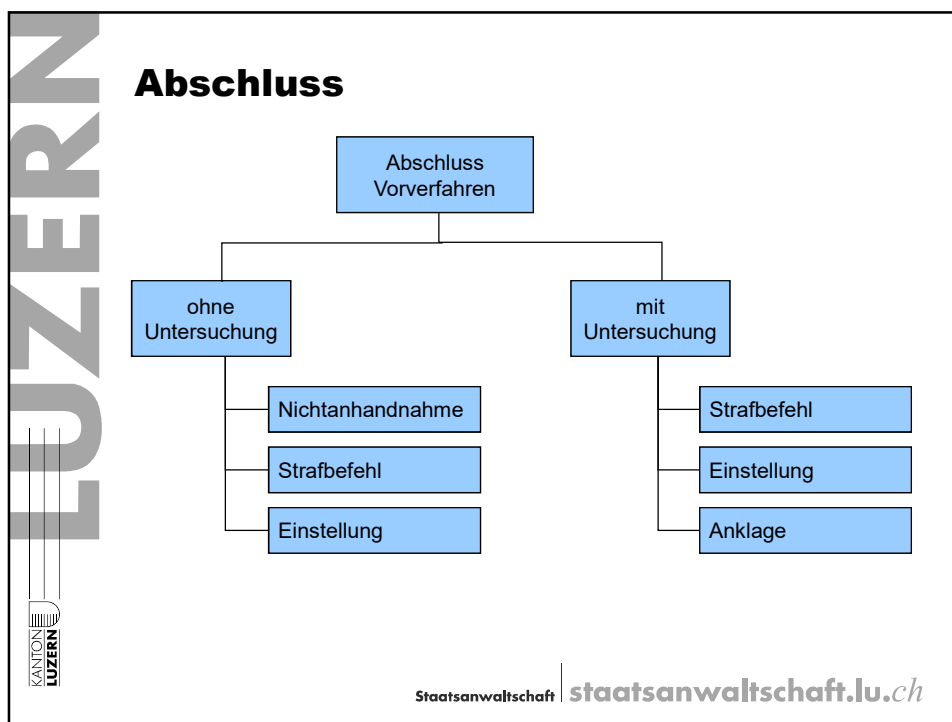 LUZERN
Abschluss
Abschluss
Vorverfahren
ohne
Untersuchung
mit
Untersuchung
Nichtanhandnahme
Strafbefehl
Einstellung
Strafbefehl
Einstellung
Anklage
KANTON
LUZERN
Staatsanwaltschaft staatsanwaltschaft.lu.ch